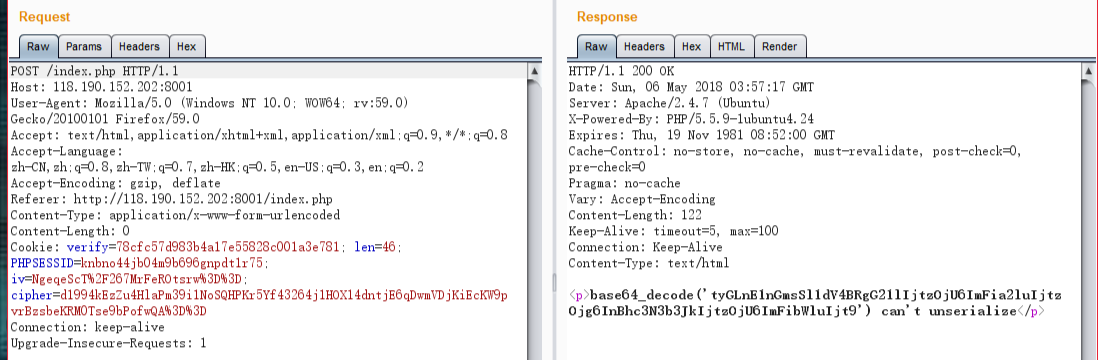 Request
Raw Params Headers Hex
POST /index.php HTTP/1.1
Host: 118.190.152.202:8001
User-Agent: Mozilla/5.0 (Windows NT 10.0; WOW64; rv:59.0)
Gecko/20100101 Firefox/59.0
Accept: text/html,application/xhtml+xml,application/xml;q=0.9,*/*;q=0.8
Accept-Language:
zh-CN,zh;q=0.8,zh-TW;q=0.7,zh-HK;q=0.5,en-US;q=0.3,en;q=0.2
Accept-Encoding: gzip, deflate
Referer: http://118.190.152.202:8001/index.php
Content-Type: application/x-www-form-urlencoded
Content-Length: 0
Cookie: verify=78cfc57d983b4a17e55828c001a3e781; len=46;
PHPSESSID=knbno44jb04m9b696gnpdt1r75;
iv=NgeqeScT%2F267MrFeROtsrw%3D%3D;
cipher=d1994kEzZu4HlaPm39i1NoSQHPKr5Yf43264j1HOX14dntjE6qDwmVDjKiEcKW9p
vrBzsbeKRMOTse9bPofwQA%3D%3D
Connection: keep-alive
Upgrade-Insecure-Requests: 1
Response
Raw Headers Hex HTML Render
HTTP/1.1 200 OK
Date: Sun, 06 May 2018 03:57:17 GMT
Server: Apache/2.4.7 (Ubuntu)
X-Powered-By: PHP/5.5.9-1ubuntu4.24
Expires: Thu, 19 Nov 1981 08:52:00 GMT
Cache-Control: no-store, no-cache, must-revalidate, post-check=0,
pre-check=0
Pragma: no-cache
Vary: Accept-Encoding
Content-Length: 122
Keep-Alive: timeout=5, max=100
Connection: Keep-Alive
Content-Type: text/html
<p>base64_decode('tyGLnE1nGmsSl1dV4BRgG21lIjtzOjU6ImFia2luIjtz
Ojg6InBhc3N3b3JkIjtzOjU6ImFkbWluIjt9') can't unserialize</p>